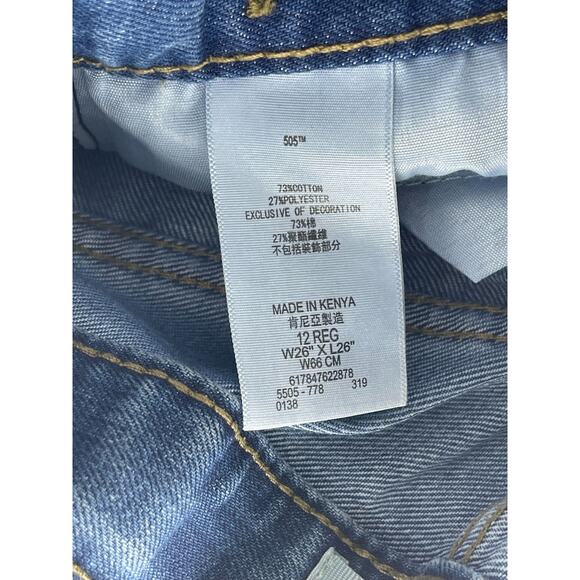 505™
73%COTTON
27%POLYESTER
EXCLUSIVE OF DECORATION
73%棉
27%聚酯纖維
不包括裝飾部分
MADE IN KENYA
肯尼亞製造
12 REG
W26" X L26"
W66 CM
617847622878
5505-778 319
0138